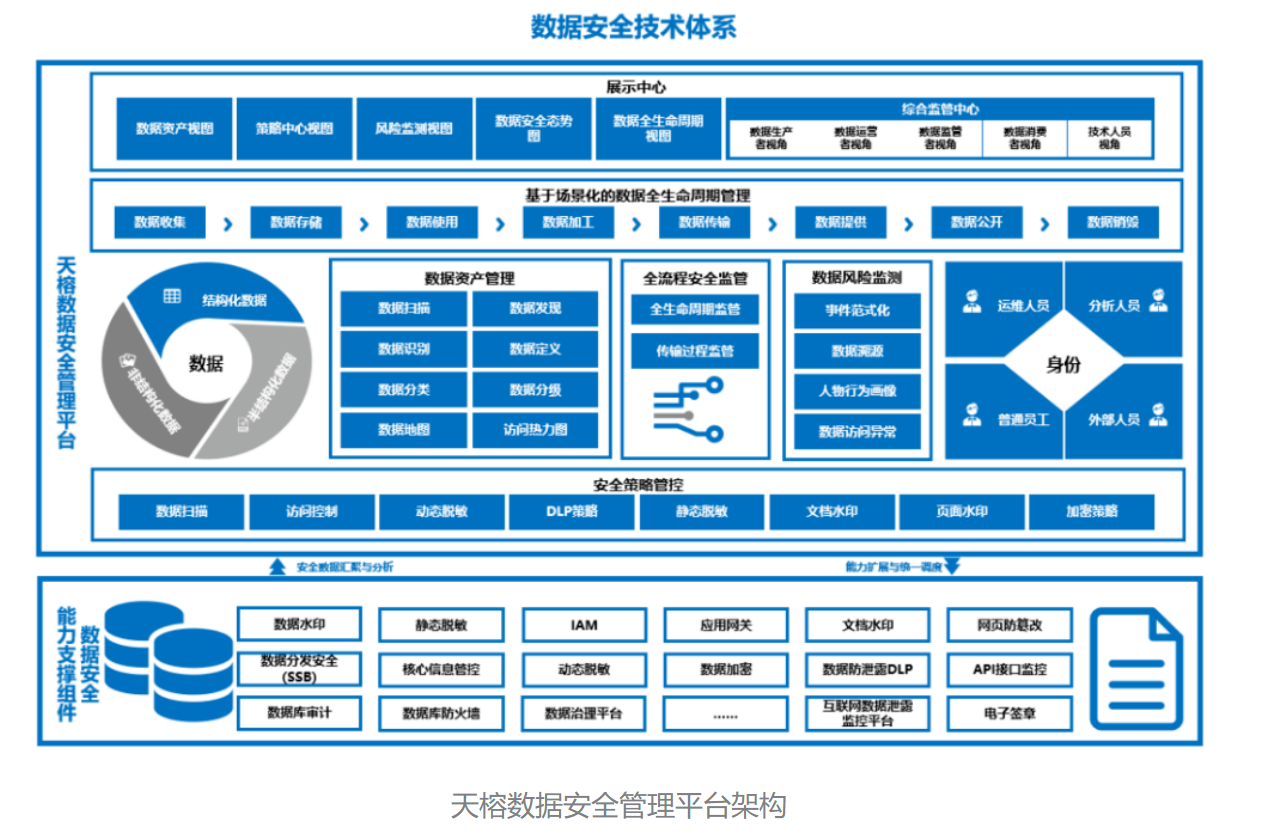 数据安全技术体系
天榕数据安全管理平台
展示中心
数据资产视图
策略中心视图
风险监测视图
数据安全态势
图
数据全生命周期
视图
综合监管中心
数据生产
者视角
数据运营
者视角
数据监管
者视角
数据消费
者视角
技术人员
视角
基于场景化的数据全生命周期管理
数据收集
数据存储
数据使用
数据加工
数据传输
数据提供
数据公开
数据销毁
结构化数据
非结构化数据
半结构化数据
数据
数据资产管理
数据扫描
数据发现
数据识别
数据定义
数据分类
数据分级
数据地图
访问热力图
全流程安全监管
全生命周期监管
传输过程监管
数据风险监测
事件范式化
数据溯源
人物行为画像
数据访问异常
运维人员
分析人员
身份
普通员工
外部人员
安全策略管控
数据扫描
访问控制
动态脱敏
DLP策略
静态脱敏
文档水印
页面水印
加密策略
安全数据汇聚与分析
能力扩展与统一调度
数据安全
能力支撑组件
数据水印
静态脱敏
IAM
应用网关
文档水印
网页防篡改
数据分发安全
(SSB)
核心信息管控
动态脱敏
数据加密
数据防泄露DLP
API接口监控
数据库审计
数据库防火墙
数据治理平台
......
互联网数据泄露
监控平台
电子签章
天榕数据安全管理平台架构